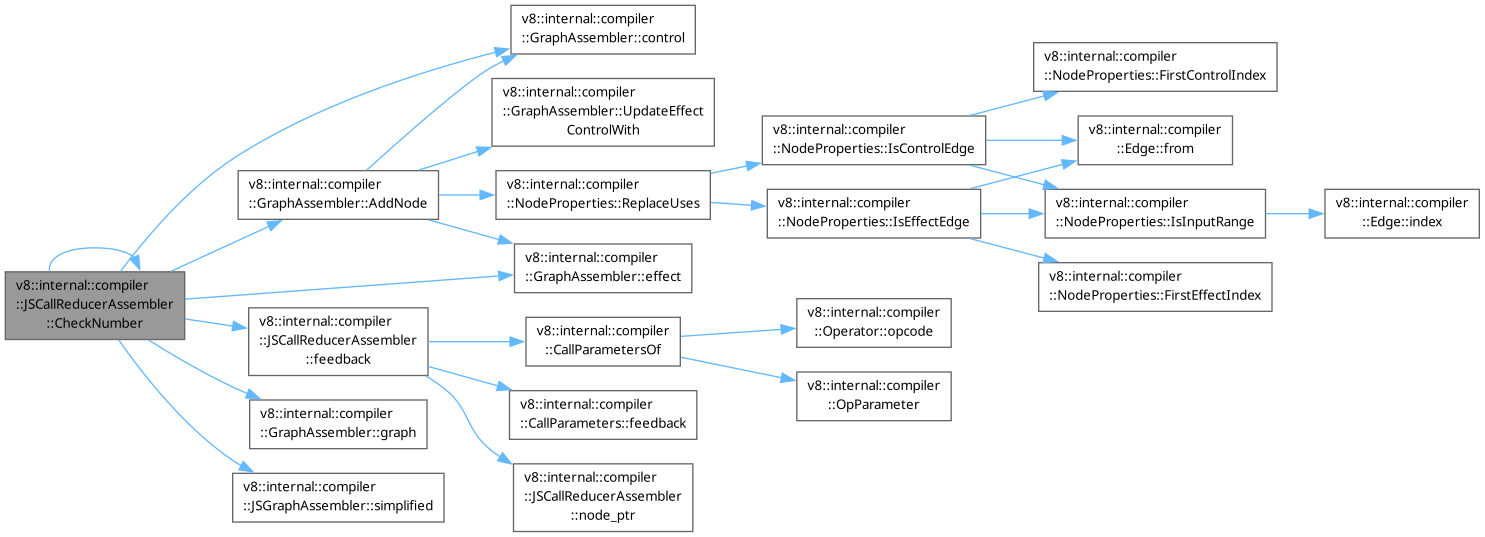 v8::internal::compiler
::JSCallReducerAssembler
::CheckNumber
v8::internal::compiler
::GraphAssembler::control
v8::internal::compiler
::GraphAssembler::AddNode
v8::internal::compiler
::GraphAssembler::effect
v8::internal::compiler
::JSCallReducerAssembler
::feedback
v8::internal::compiler
::GraphAssembler::graph
v8::internal::compiler
::JSGraphAssembler::simplified
v8::internal::compiler
::GraphAssembler::UpdateEffect
ControlWith
v8::internal::compiler
::NodeProperties::ReplaceUses
v8::internal::compiler
::NodeProperties::IsControlEdge
v8::internal::compiler
::NodeProperties::IsEffectEdge
v8::internal::compiler
::NodeProperties::FirstControlIndex
v8::internal::compiler
::Edge::from
v8::internal::compiler
::NodeProperties::IsInputRange
v8::internal::compiler
::Edge::index
v8::internal::compiler
::NodeProperties::FirstEffectIndex
v8::internal::compiler
::CallParametersOf
v8::internal::compiler
::CallParameters::feedback
v8::internal::compiler
::JSCallReducerAssembler
::node_ptr
v8::internal::compiler
::Operator::opcode
v8::internal::compiler
::OpParameter